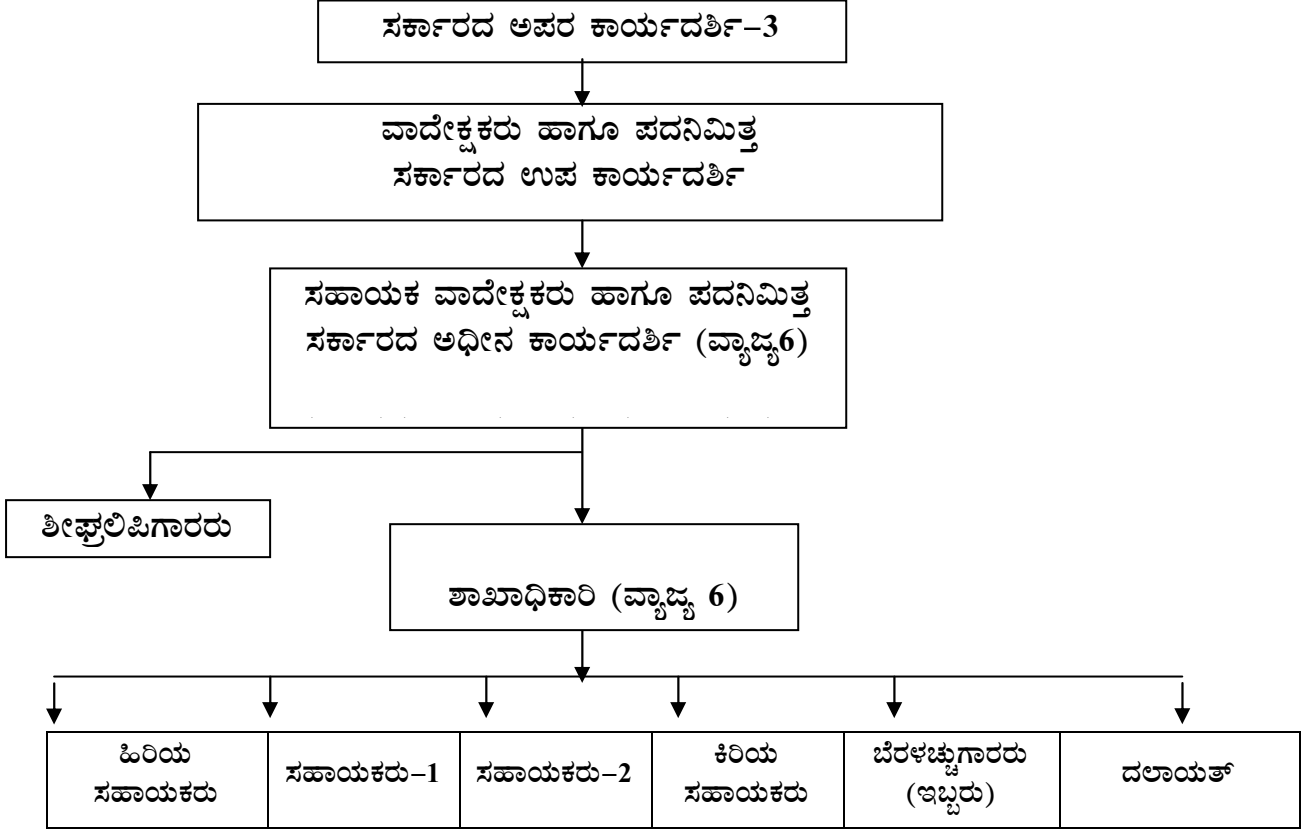 ಸರ್ಕಾರದ ಅಪರ ಕಾರ್ಯದರ್ಶಿ–3
ವಾದೇಕ್ಷಕರು ಹಾಗೂ ಪದನಿಮಿತ್ತ
ಸರ್ಕಾರದ ಉಪ ಕಾರ್ಯದರ್ಶಿ
ಸಹಾಯಕ ವಾದೇಕ್ಷಕರು ಹಾಗೂ ಪದನಿಮಿತ್ತ
ಸರ್ಕಾರದ ಅಧೀನ ಕಾರ್ಯದರ್ಶಿ (ವ್ಯಾಜ್ಯ6)
ಶೀಘ್ರಲಿಪಿಗಾರರು
ಶಾಖಾಧಿಕಾರಿ (ವ್ಯಾಜ್ಯ 6)
ಹಿರಿಯ
ಸಹಾಯಕರು
ಸಹಾಯಕರು–1
ಸಹಾಯಕರು–2
ಕಿರಿಯ
ಸಹಾಯಕರು
ಬೆರಳಚ್ಚುಗಾರರು
(ಇಬ್ಬರು)
ದಲಾಯತ್